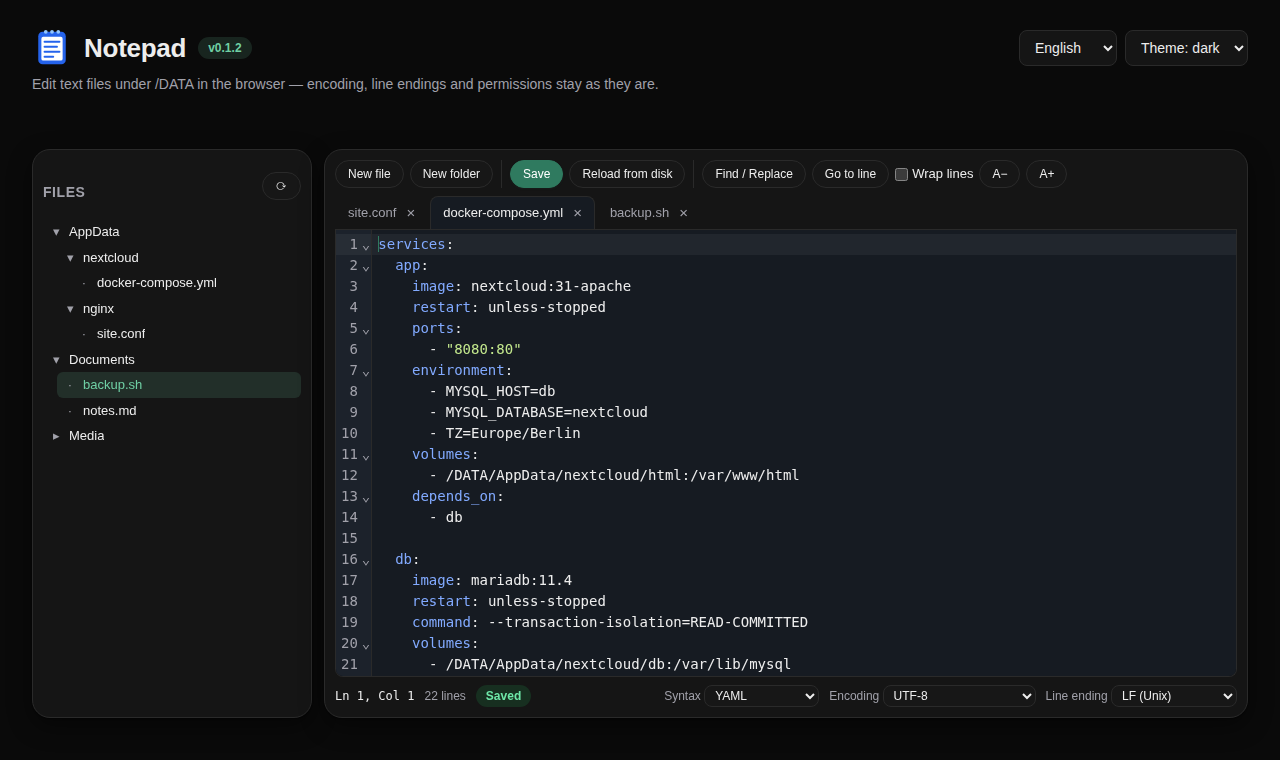 Notepad v0.1.2
English Theme: dark
Edit text files under /DATA in the browser — encoding, line endings and permissions stay as they are.
FILES
▾ AppData
▾ nextcloud
· docker-compose.yml
▾ nginx
· site.conf
▾ Documents
· backup.sh
· notes.md
▸ Media
New file New folder Save Reload from disk Find / Replace Go to line Wrap lines A− A+
site.conf × docker-compose.yml × backup.sh ×
1 services:
2   app:
3     image: nextcloud:31-apache
4     restart: unless-stopped
5     ports:
6       - "8080:80"
7     environment:
8       - MYSQL_HOST=db
9       - MYSQL_DATABASE=nextcloud
10       - TZ=Europe/Berlin
11     volumes:
12       - /DATA/AppData/nextcloud/html:/var/www/html
13     depends_on:
14       - db
15
16   db:
17     image: mariadb:11.4
18     restart: unless-stopped
19     command: --transaction-isolation=READ-COMMITTED
20     volumes:
21       - /DATA/AppData/nextcloud/db:/var/lib/mysql
Ln 1, Col 1 22 lines Saved Syntax YAML Encoding UTF-8 Line ending LF (Unix)